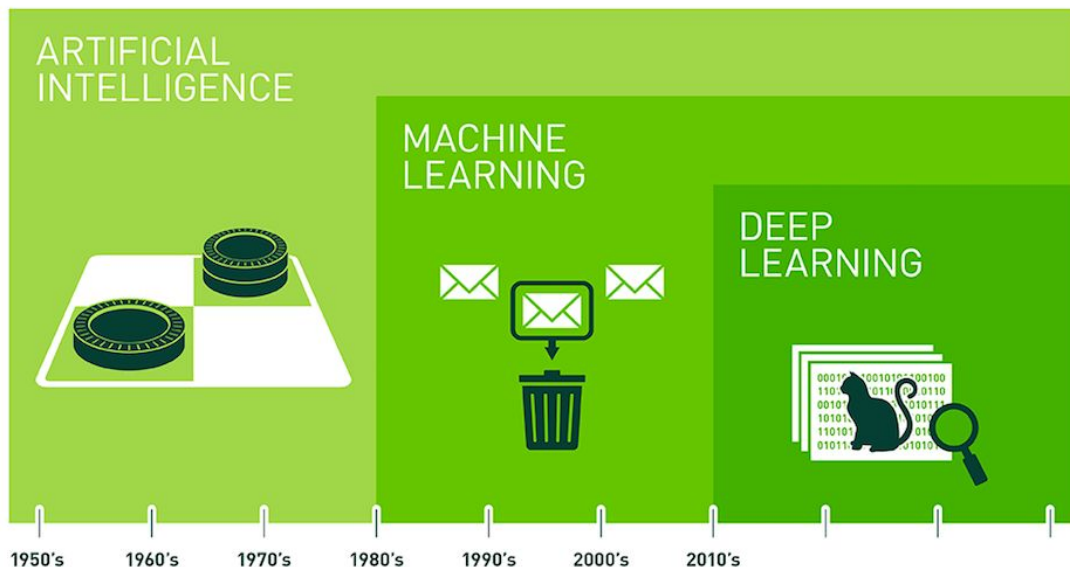 ARTIFICIAL
INTELLIGENCE
MACHINE
LEARNING
DEEP
LEARNING
1950's
1960's
1970's
1980's
1990's
2000's
2010's